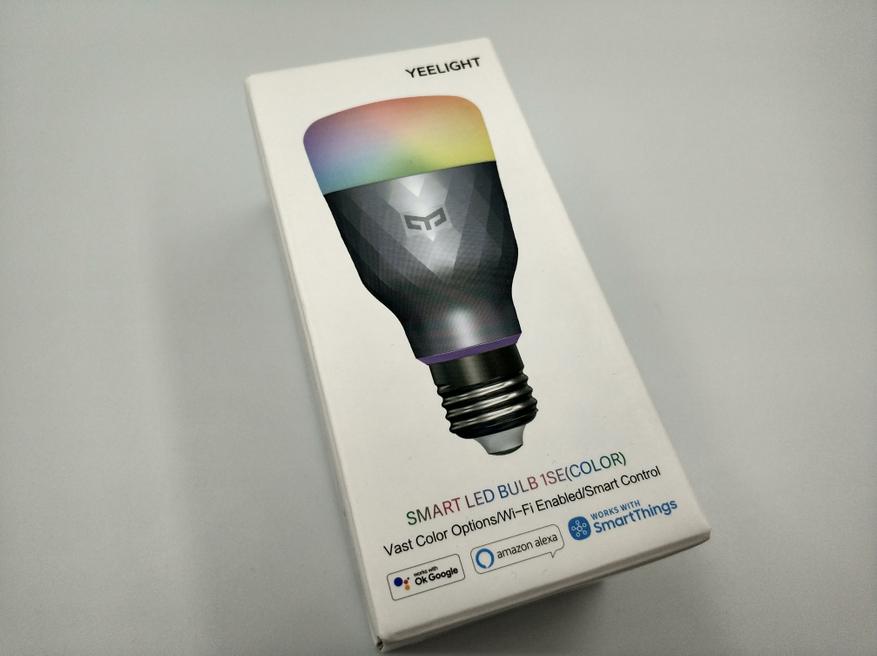 YEELIGHT
SMART LED BULB 1SE(COLOR)
Vast Color Options/Wi-Fi Enabled/Smart Control
works with
Ok Google
amazon alexa
WORKS WITH
SmartThings